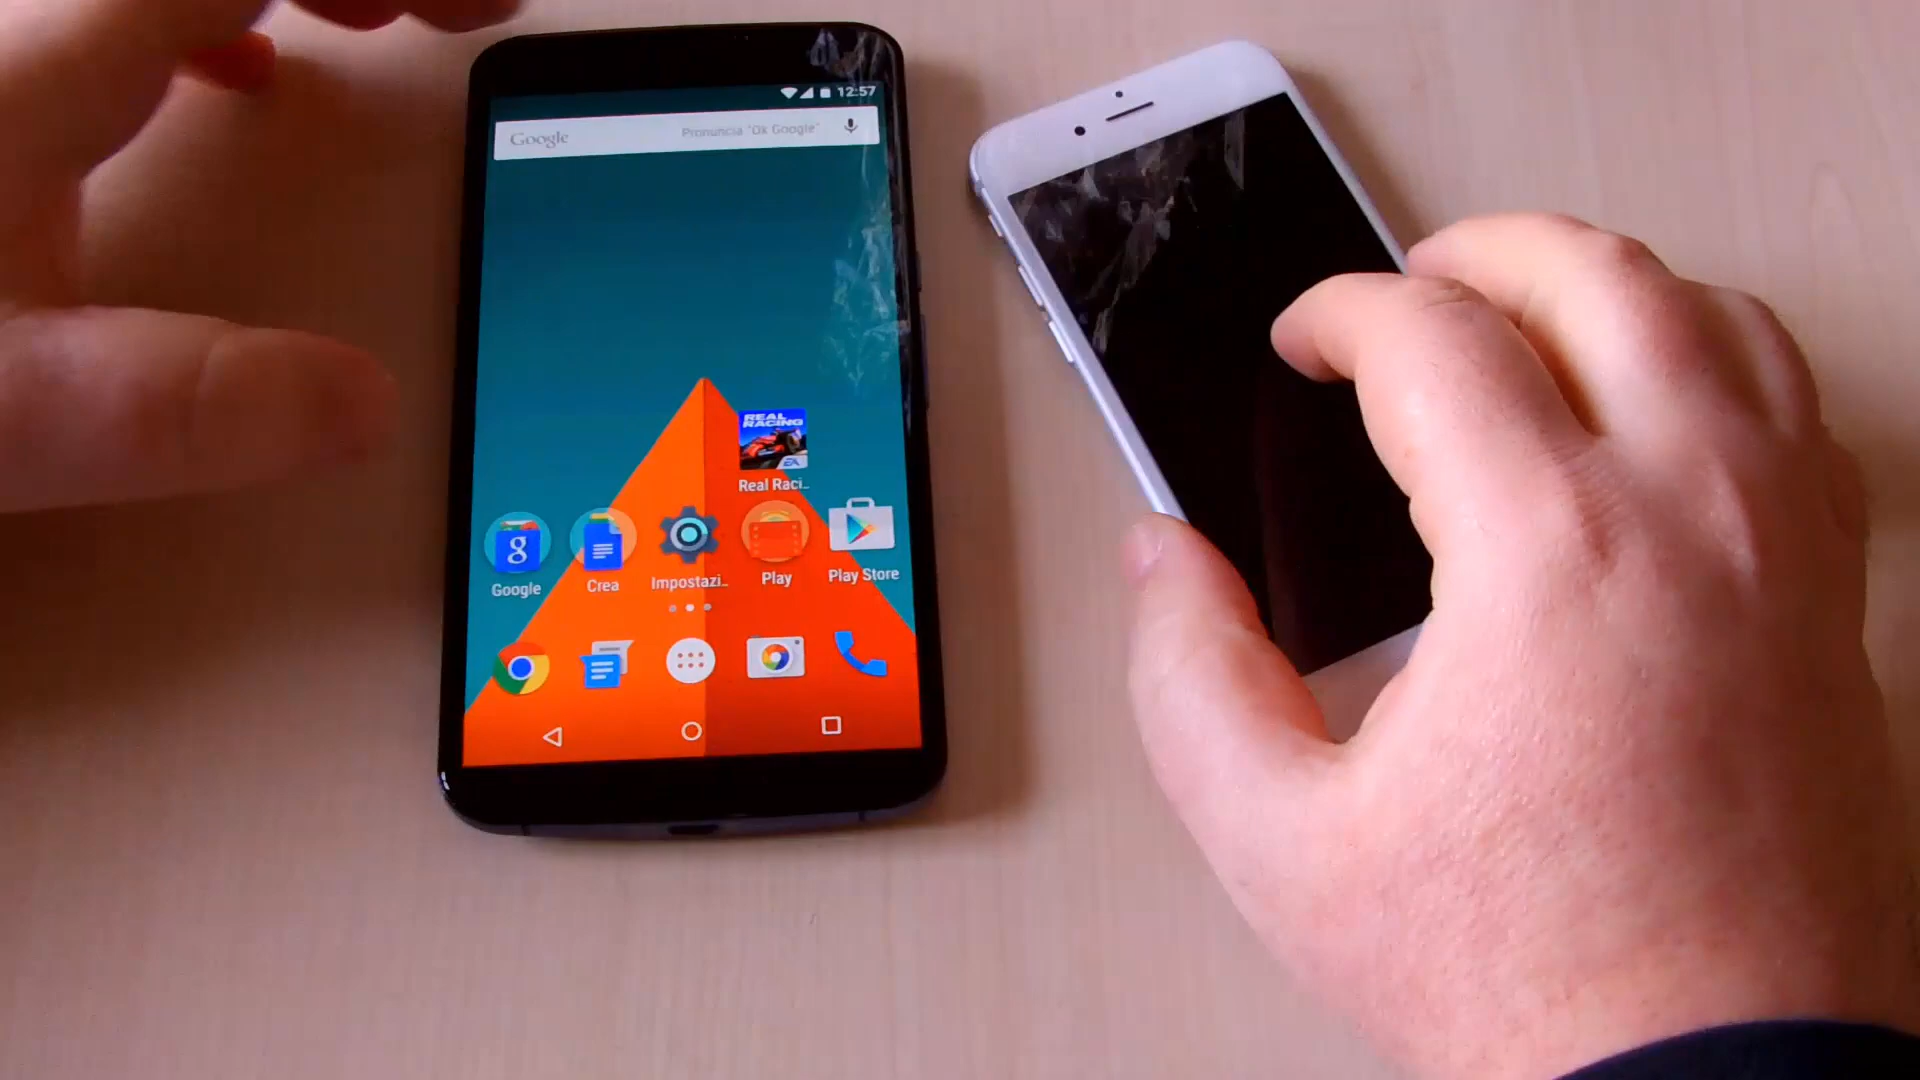 12:57
Google Pronuncia "Ok Google"
REAL
RACING
EA
Real Raci..
g
Google Crea Impostazi.. Play Play Store